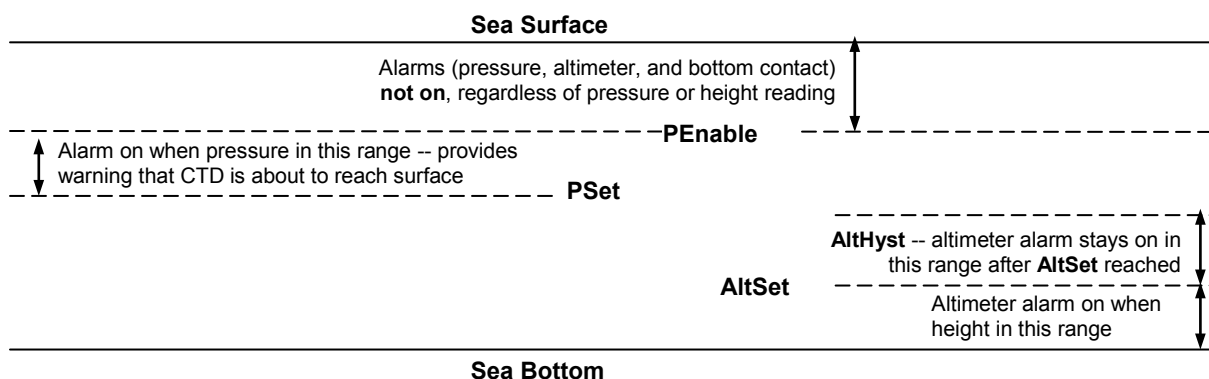 Sea Surface
Alarms (pressure, altimeter, and bottom contact)
not on, regardless of pressure or height reading
PEnable
Alarm on when pressure in this range -- provides
warning that CTD is about to reach surface
PSet
AltHyst -- altimeter alarm stays on in
this range after AltSet reached
AltSet
Altimeter alarm on when
height in this range
Sea Bottom